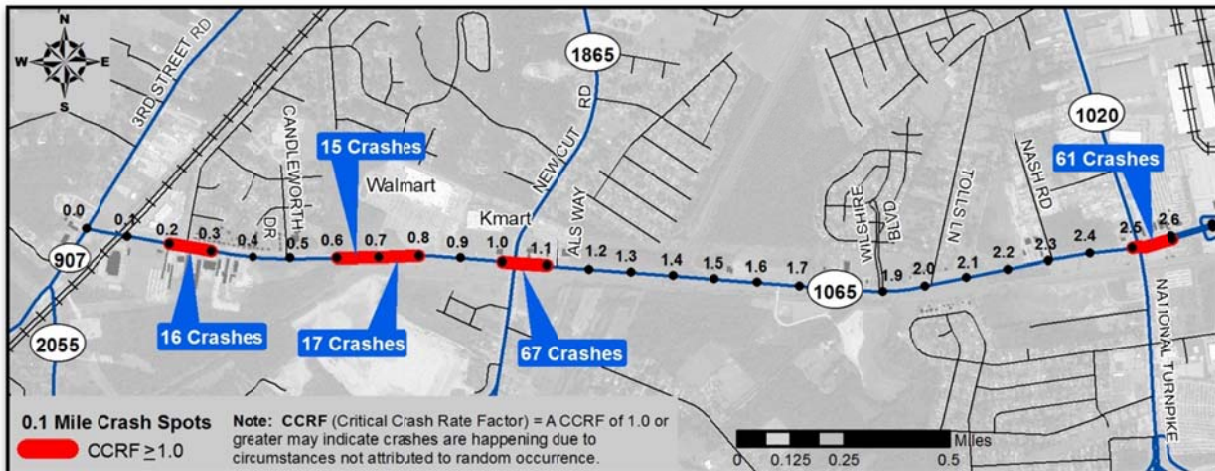 N
W E
S
3RD STREET RD
1865
1020
CANDLEWORTH
DR
15 Crashes
Walmart
NEW CUT RD
Kmart
ALS WAY
WILSHIRE
BLVD
TOLLS LN
NASH RD
61 Crashes
0.0
0.1
0.2
0.3
0.4
0.5
0.6
0.7
0.8
0.9
1.0
1.1
1.2
1.3
1.4
1.5
1.6
1.7
1.9
2.0
2.1
2.2
2.3
2.4
2.5
2.6
907
1065
2055
16 Crashes
17 Crashes
67 Crashes
NATIONAL TURNPIKE
0.1 Mile Crash Spots
CCRF ≥1.0
Note: CCRF (Critical Crash Rate Factor) = A CCRF of 1.0 or
greater may indicate crashes are happening due to
circumstances not attributed to random occurrence.
Miles
0 0.125 0.25 0.5